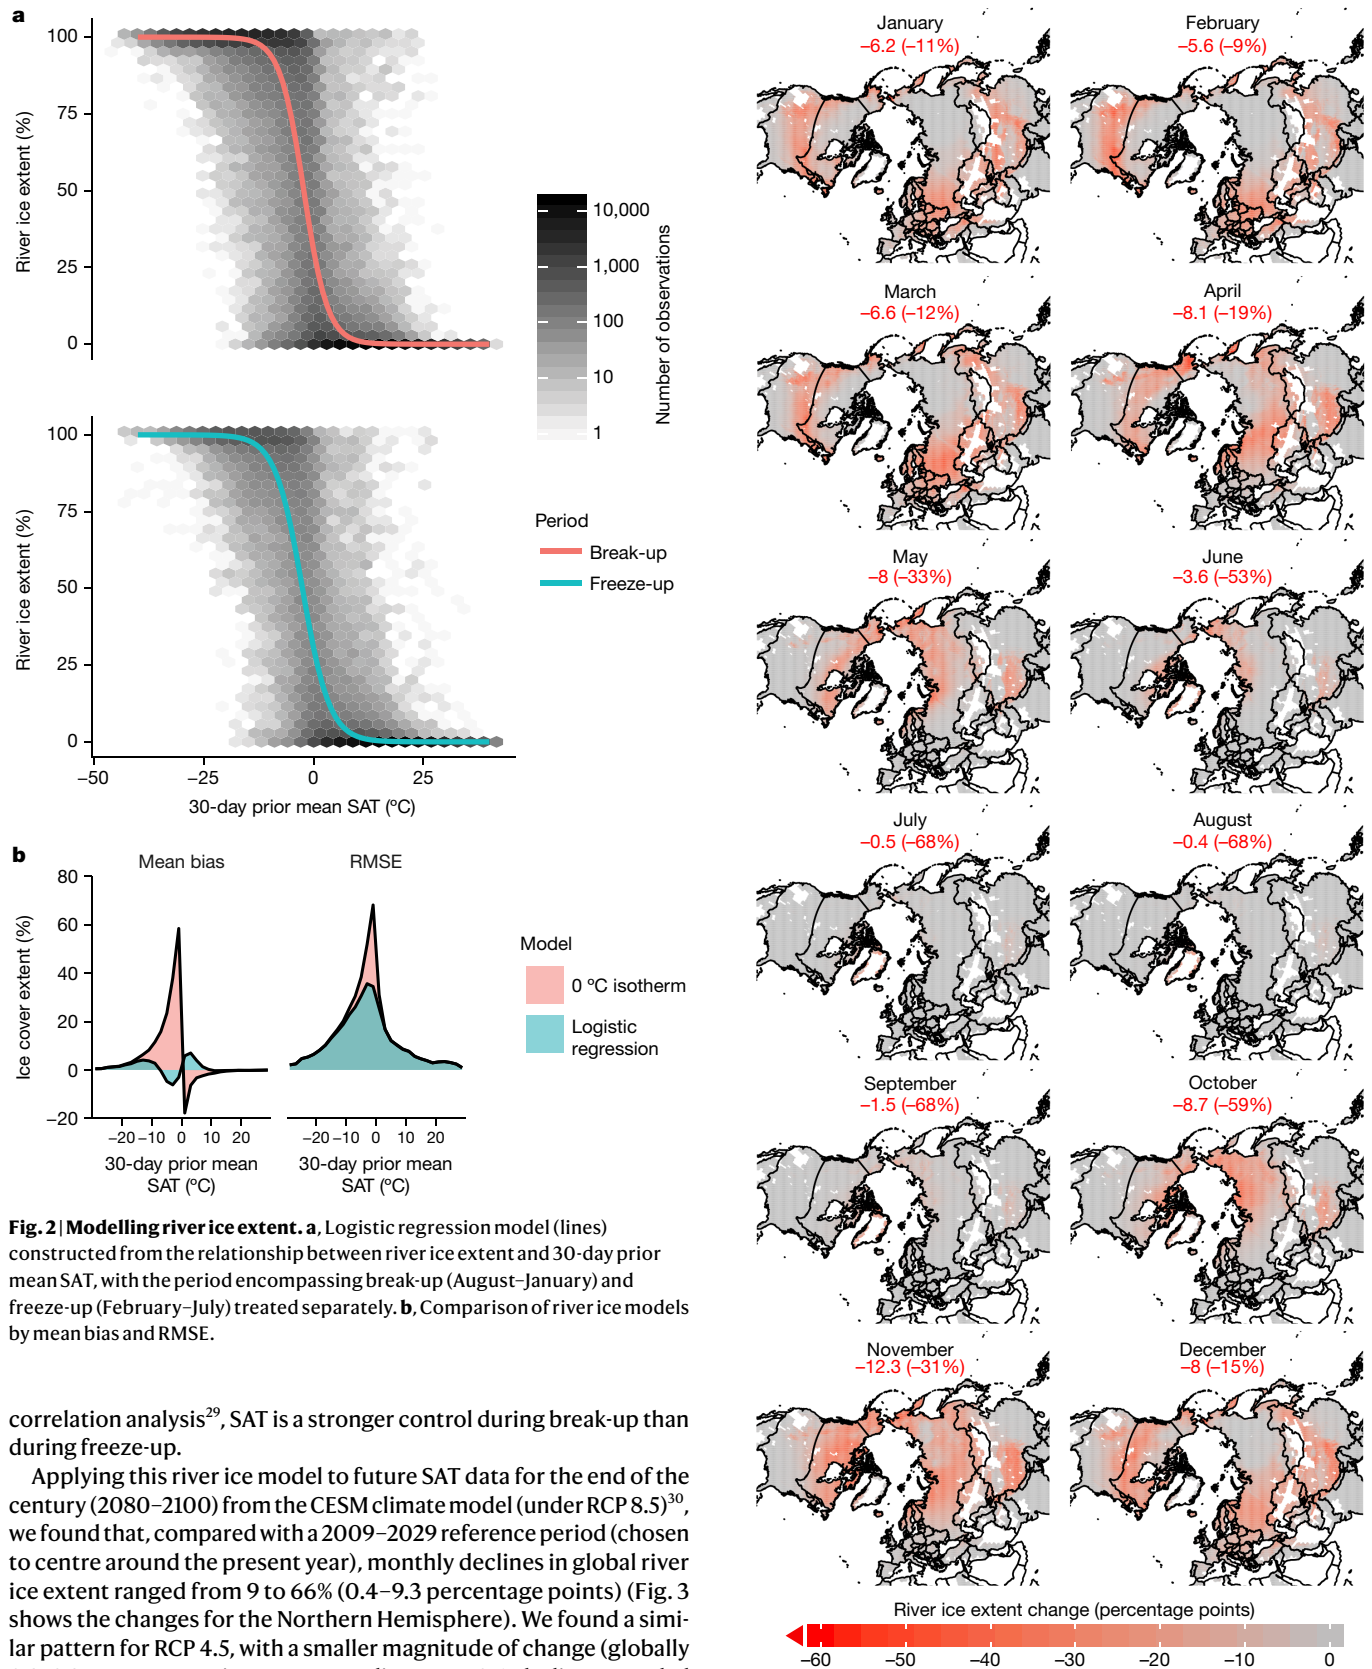 a
100
75
50
25
0
River ice extent (%)
100
75
50
25
0
River ice extent (%)
−50
−25
0
25
30-day prior mean SAT (ºC)
10,000
1,000
100
10
1
Number of observations
Period
Break-up
Freeze-up
b
Mean bias
RMSE
80
60
40
20
0
−20
Ice cover extent (%)
−20 −10 0 10 20
−20 −10 0 10 20
30-day prior mean
SAT (ºC)
30-day prior mean
SAT (ºC)
Model
0 ºC isotherm
Logistic
regression
Fig. 2 | Modelling river ice extent. a, Logistic regression model (lines)
constructed from the relationship between river ice extent and 30-day prior
mean SAT, with the period encompassing break-up (August–January) and
freeze-up (February–July) treated separately. b, Comparison of river ice models
by mean bias and RMSE.
correlation analysis29, SAT is a stronger control during break-up than
during freeze-up.
Applying this river ice model to future SAT data for the end of the
century (2080–2100) from the CESM climate model (under RCP 8.5)30,
we found that, compared with a 2009–2029 reference period (chosen
to centre around the present year), monthly declines in global river
ice extent ranged from 9 to 66% (0.4–9.3 percentage points) (Fig. 3
shows the changes for the Northern Hemisphere). We found a simi-
lar pattern for RCP 4.5, with a smaller magnitude of change (globally
January
−6.2 (−11%)
February
−5.6 (−9%)
March
−6.6 (−12%)
April
−8.1 (−19%)
May
−8 (−33%)
June
−3.6 (−53%)
July
−0.5 (−68%)
August
−0.4 (−68%)
September
−1.5 (−68%)
October
−8.7 (−59%)
November
−12.3 (−31%)
December
−8 (−15%)
River ice extent change (percentage points)
−60
−50
−40
−30
−20
−10
0